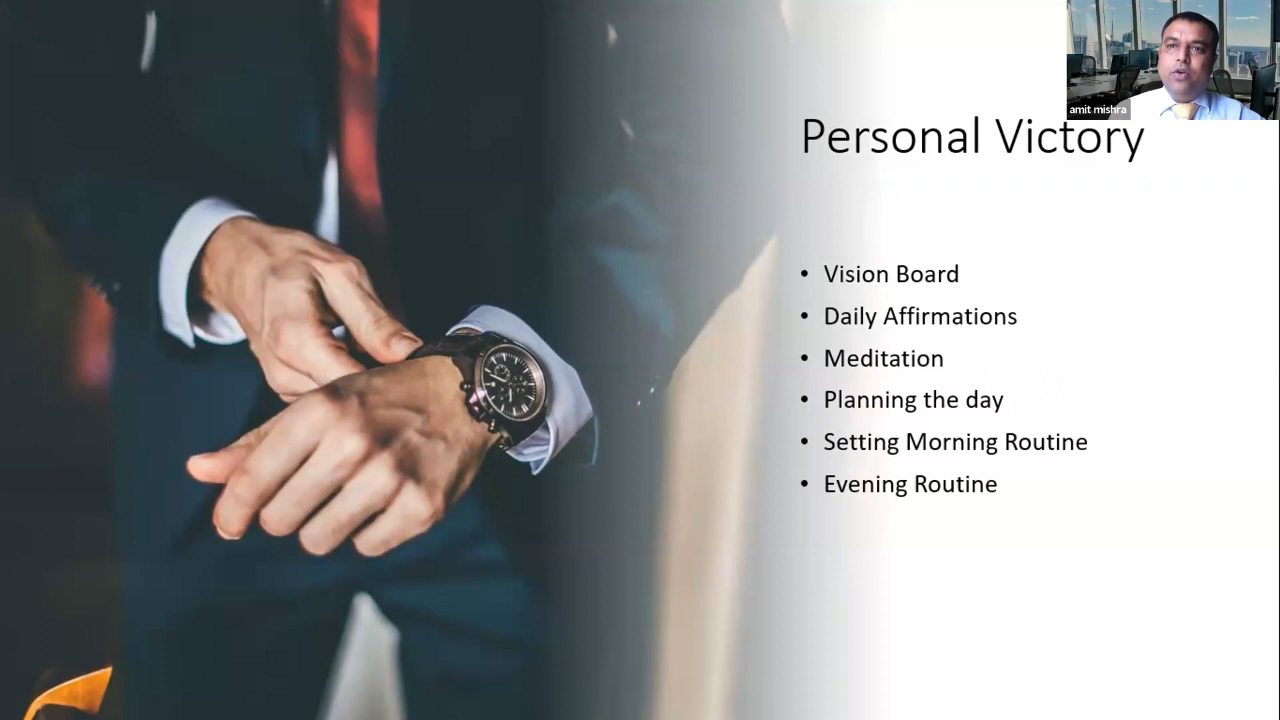 amit mishra
Personal Victory
• Vision Board
• Daily Affirmations
• Meditation
• Planning the day
• Setting Morning Routine
• Evening Routine